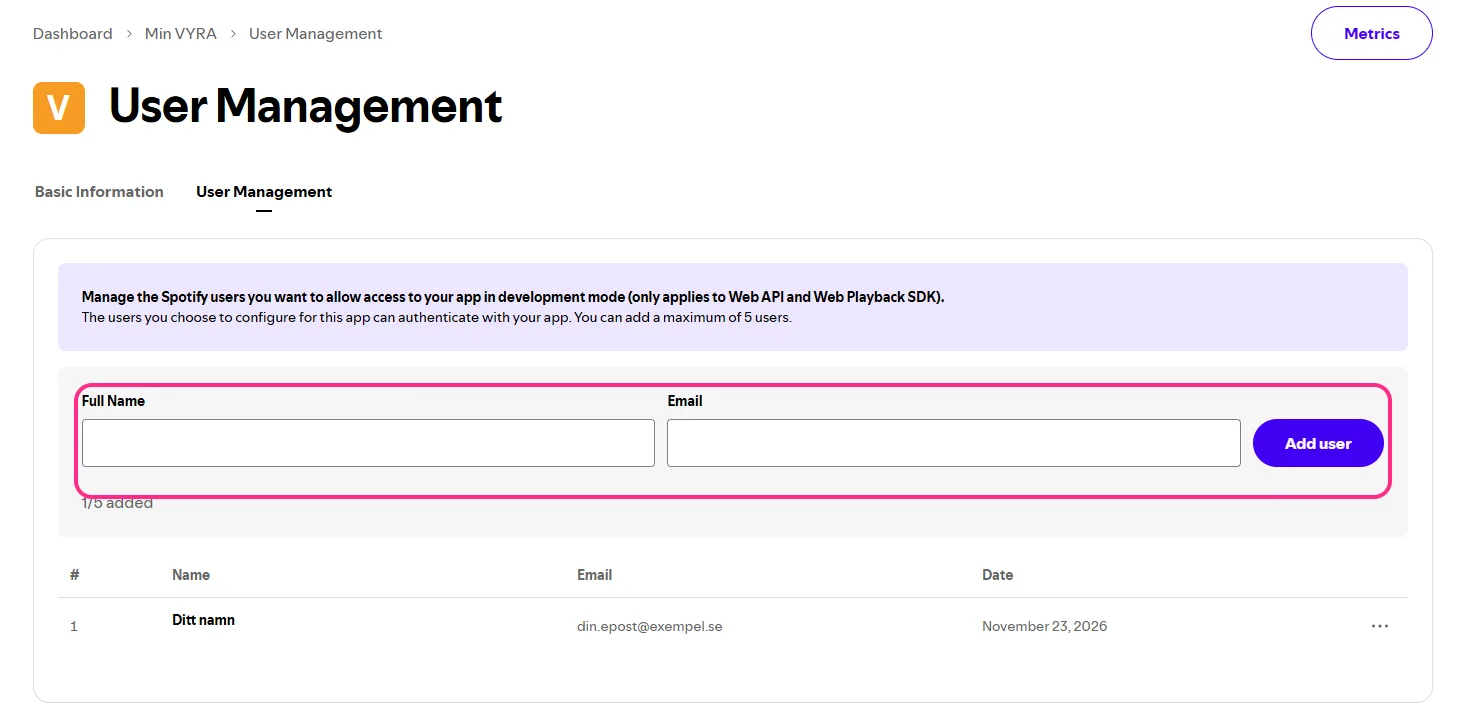 Dashboard > Min VYRA > User Management
Metrics
V
User Management
Basic Information
User Management
Manage the Spotify users you want to allow access to your app in development mode (only applies to Web API and Web Playback SDK).
The users you choose to configure for this app can authenticate with your app. You can add a maximum of 5 users.
Full Name
Email
Add user
1/5 added
# Name Email Date
1 Ditt namn din.epost@exempel.se November 23, 2026 ...